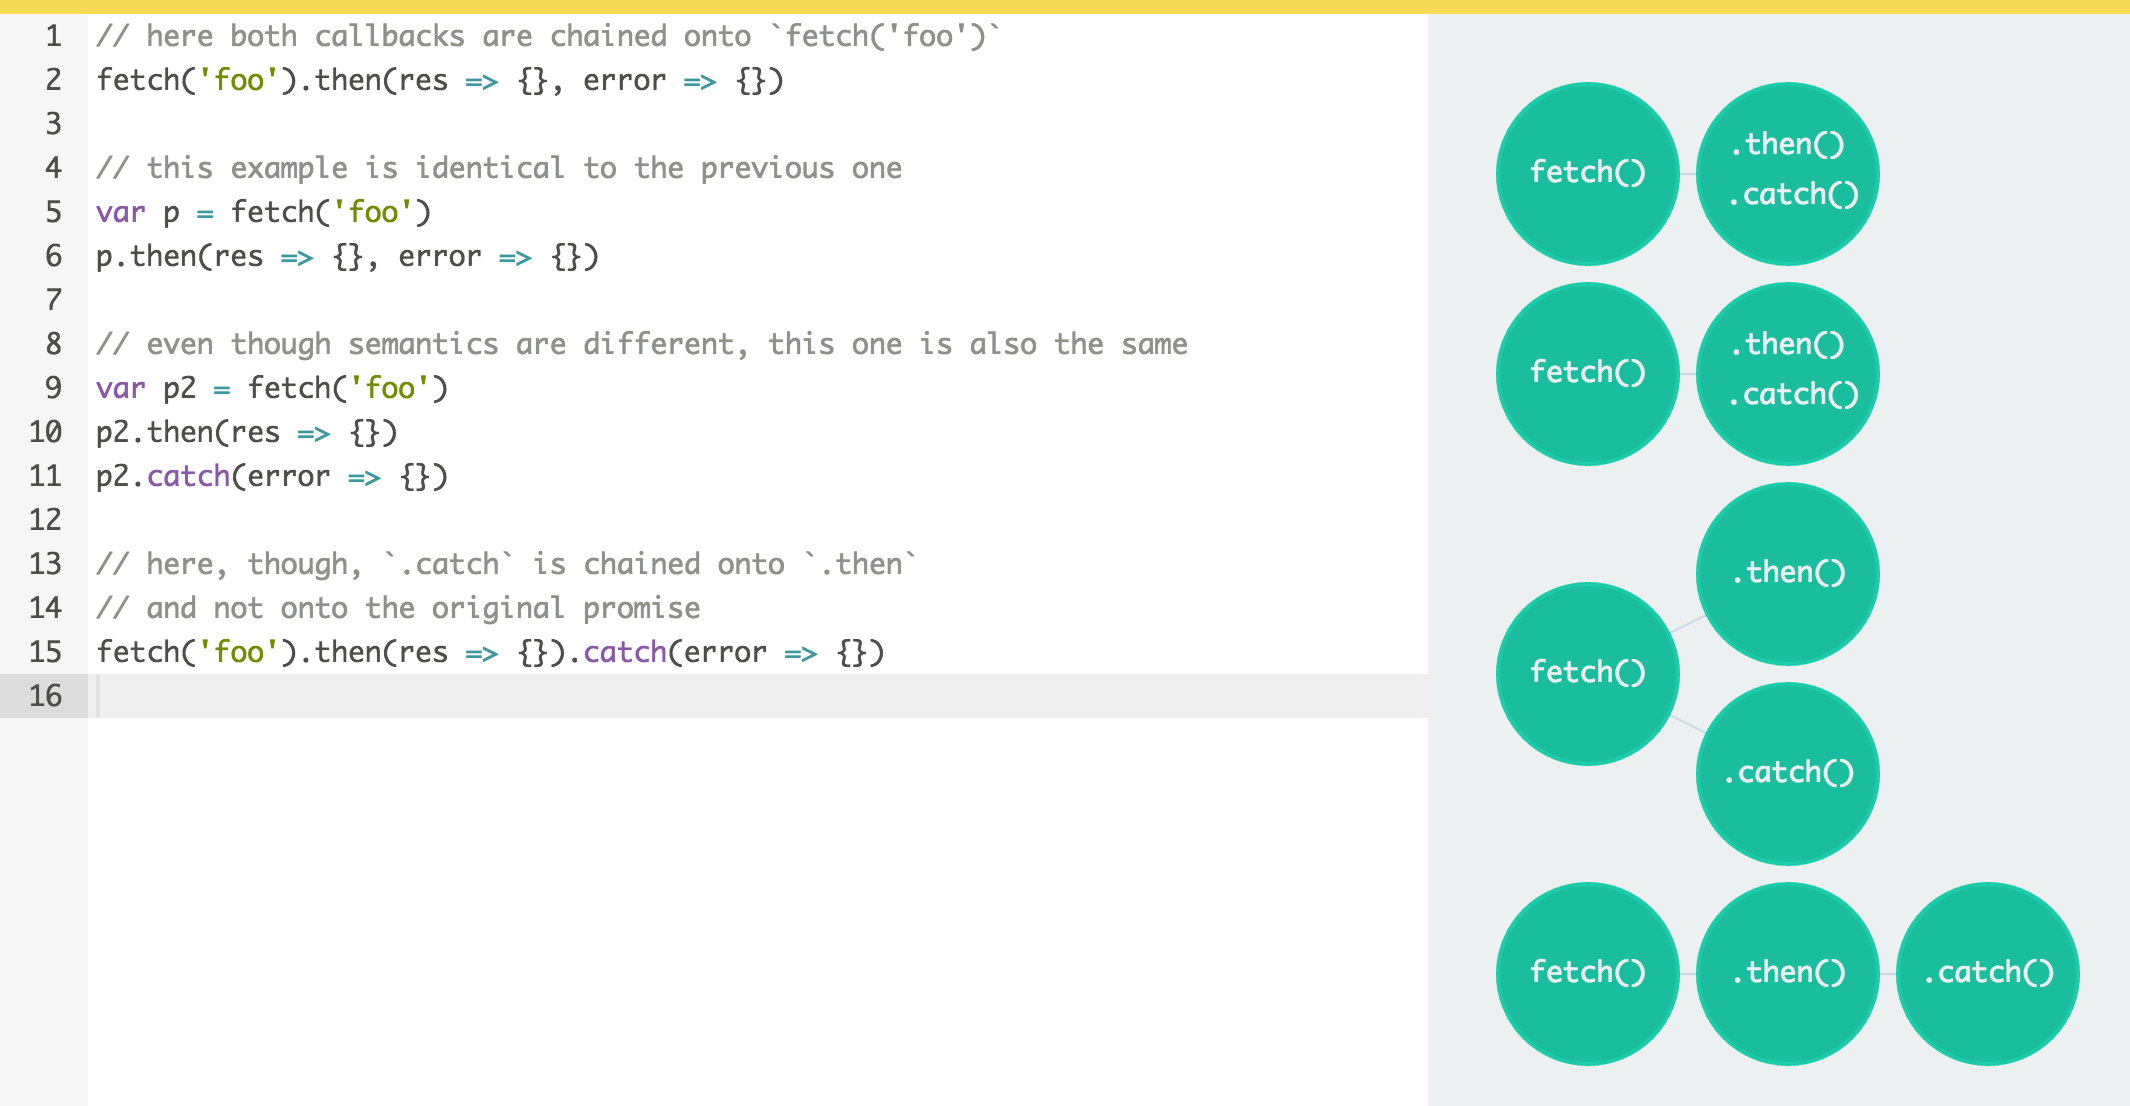 1 // here both callbacks are chained onto `fetch('foo')`
2 fetch('foo').then(res => {}, error => {})
3
4 // this example is identical to the previous one
5 var p = fetch('foo')
6 p.then(res => {}, error => {})
7
8 // even though semantics are different, this one is also the same
9 var p2 = fetch('foo')
10 p2.then(res => {})
11 p2.catch(error => {})
12
13 // here, though, `.catch` is chained onto `.then`
14 // and not onto the original promise
15 fetch('foo').then(res => {}).catch(error => {})
16
fetch()
.then()
.catch()
fetch()
.then()
.catch()
fetch()
.then()
.catch()
fetch()
.then()
.catch()